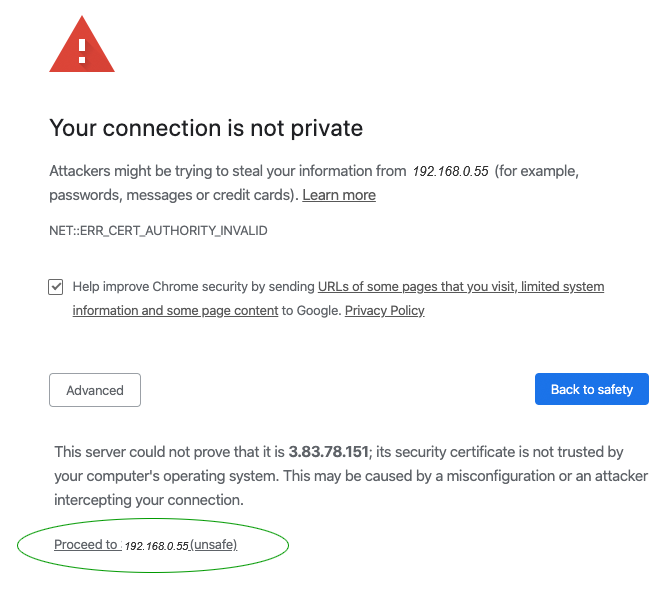 Your connection is not private
Attackers might be trying to steal your information from 192.168.0.55 (for example,
passwords, messages or credit cards). Learn more
NET::ERR_CERT_AUTHORITY_INVALID
Help improve Chrome security by sending URLs of some pages that you visit, limited system
information and some page content to Google. Privacy Policy
Advanced
Back to safety
This server could not prove that it is 3.83.78.151; its security certificate is not trusted by
your computer's operating system. This may be caused by a misconfiguration or an attacker
intercepting your connection.
Proceed to 192.168.0.55 (unsafe)